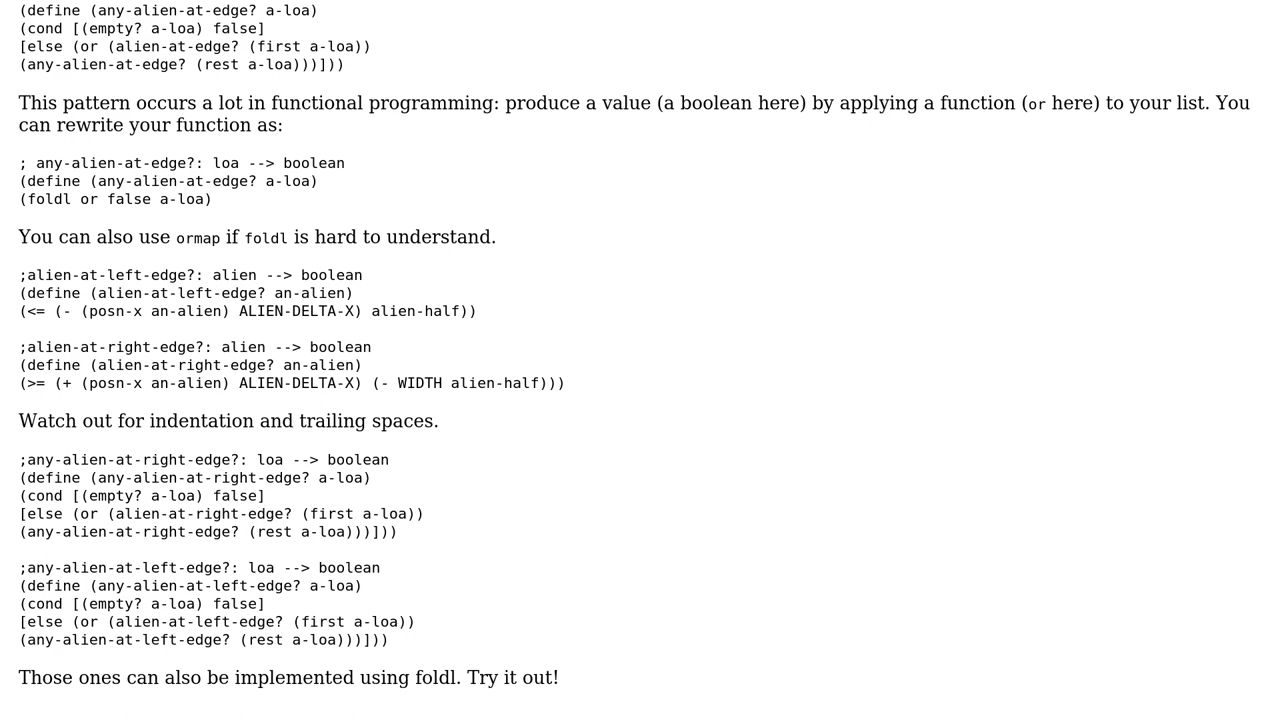 (define (any-alien-at-edge? a-loa)
(cond [(empty? a-loa) false]
[else (or (alien-at-edge? (first a-loa))
(any-alien-at-edge? (rest a-loa)))]))
This pattern occurs a lot in functional programming: produce a value (a boolean here) by applying a function (or here) to your list. You
can rewrite your function as:
; any-alien-at-edge?: loa --> boolean
(define (any-alien-at-edge? a-loa)
(foldl or false a-loa)
You can also use ormap if foldl is hard to understand.
;alien-at-left-edge?: alien --> boolean
(define (alien-at-left-edge? an-alien)
(<= (- (posn-x an-alien) ALIEN-DELTA-X) alien-half))
;alien-at-right-edge?: alien --> boolean
(define (alien-at-right-edge? an-alien)
(>= (+ (posn-x an-alien) ALIEN-DELTA-X) (- WIDTH alien-half)))
Watch out for indentation and trailing spaces.
;any-alien-at-right-edge?: loa --> boolean
(define (any-alien-at-right-edge? a-loa)
(cond [(empty? a-loa) false]
[else (or (alien-at-right-edge? (first a-loa))
(any-alien-at-right-edge? (rest a-loa)))]))
;any-alien-at-left-edge?: loa --> boolean
(define (any-alien-at-left-edge? a-loa)
(cond [(empty? a-loa) false]
[else (or (alien-at-left-edge? (first a-loa))
(any-alien-at-left-edge? (rest a-loa)))]))
Those ones can also be implemented using foldl. Try it out!